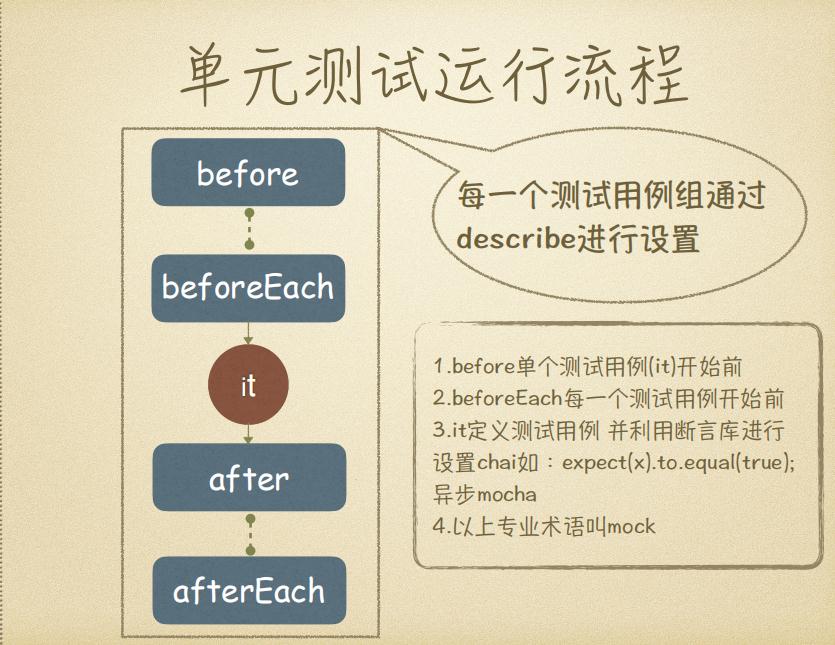 单元测试运行流程
before
beforeEach
it
after
afterEach
每一个测试用例组通过
describe进行设置
1.before单个测试用例(it)开始前
2.beforeEach每一个测试用例开始前
3.it定义测试用例 并利用断言库进行
设置chai如：expect(x).to.equal(true);
异步mocha
4.以上专业术语叫mock